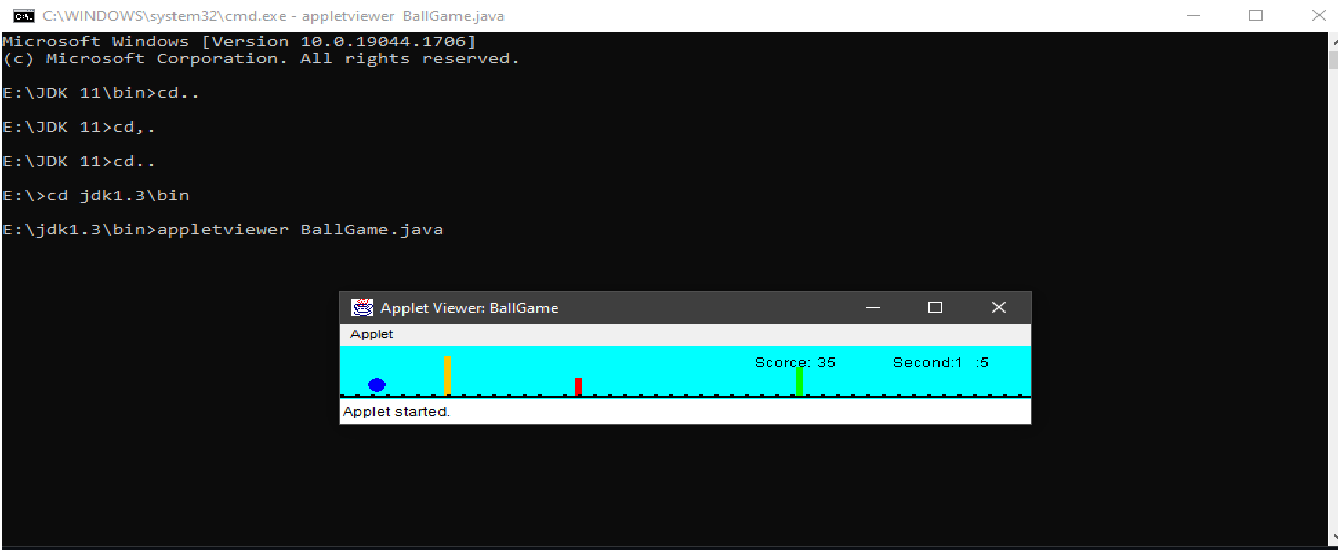 C:\WINDOWS\system32\cmd.exe - appletviewer BallGame.java
Microsoft Windows [Version 10.0.19044.1706]
(c) Microsoft Corporation. All rights reserved.
E:\JDK 11\bin>cd..
E:\JDK 11>cd,.
E:\JDK 11>cd..
E:\>cd jdk1.3\bin
E:\jdk1.3\bin>appletviewer BallGame.java
Applet Viewer: BallGame
Applet
Scorce: 35 Second:1 :5
Applet started.